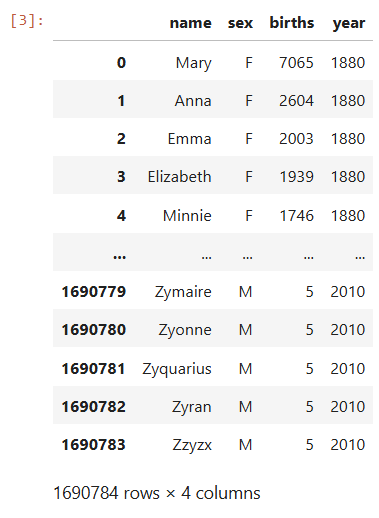 [3]:
name sex births year
0 Mary F 7065 1880
1 Anna F 2604 1880
2 Emma F 2003 1880
3 Elizabeth F 1939 1880
4 Minnie F 1746 1880
... ... ... ... ...
1690779 Zymaire M 5 2010
1690780 Zyonne M 5 2010
1690781 Zyquarius M 5 2010
1690782 Zyran M 5 2010
1690783 Zzyzx M 5 2010
1690784 rows × 4 columns